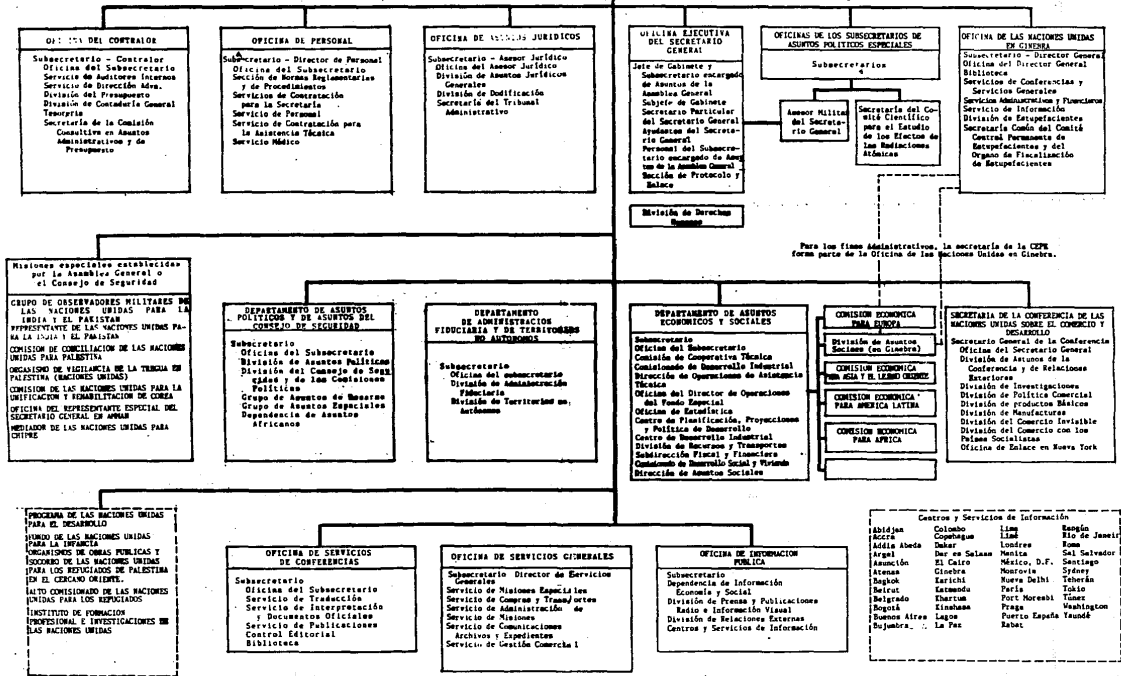 OFICINA DEL CONTRALOR
Subsecretario - Contralor
Oficina del Subsecretario
Servicio de Auditores Internos
Servicio de Dirección Adva.
División del Presupuesto
División de Contaduría General
Tesorería
Secretaría de la Comisión
Consultiva en Asuntos
Administrativos y de
Presupuesto
OFICINA DE PERSONAL
Subsecretario - Director de Personal
Oficina del Subsecretario
Sección de Normas Reglamentarias
y de Procedimientos
Servicios de Contratación
para la Secretaría
Servicio de Personal
Servicio de Contratación para
la Asistencia Técnica
Servicio Médico
OFICINA DE ASUNTOS JURIDICOS
Subsecretario - Asesor Jurídico
Oficina del Asesor Jurídico
División de Asuntos Jurídicos
Generales
División de Dodificación
Secretaría del Tribunal
Administrativo
OFICINA EJECUTIVA
DEL SECRETARIO
GENERAL
Jefe de Gabinete y
Subsecretario encargado
de Asuntos de la
Asamblea General
Subjefe de Gabinete
Secretario Particular
del Secretario General
Ayudantes del Secreta-
rio General
Personal del Subsecre-
tario encargado de Asun
tos de la Asamblea General
Sección de Protocolo y
Enlace
División de Derechos
Humanos
OFICINAS DE LOS SUBSECRETARIOS DE
ASUNTOS POLITICOS ESPECIALES
Subsecretarios
Asesor Militar
del Secreta-
rio General
Secretaría del Co-
mité Científico
para el Estudio
de los Efectos de
las Radiaciones
Atómicas
OFICINA DE LAS NACIONES UNIDAS
EN GINEBRA
Subsecretario - Director General
Oficina del Director General
Biblioteca
Servicios de Conferencias y
Servicios Generales
Servicios Administrativos y Financieros
Servicio de Información
División de Estupefacientes
Secretaría Común del Comité
Central Permanente de
Estupefacientes y del
Organo de Fiscalización
de Estupefacientes
Para los fines Administrativos, la secretaría de la CEPE
forma parte de la Oficina de las Naciones Unidas en Ginebra.
Misiones especiales establecidas
por la Asamblea General o
el Consejo de Seguridad
GRUPO DE OBSERVADORES MILITARES DE
LAS NACIONES UNIDAS PARA LA
INDIA Y EL PAKISTAN
REPRESENTANTE DE LAS NACIONES UNIDAS PA-
RA LA INDIA Y EL PAKISTAN
COMISION DE CONCILIACION DE LAS NACIONES
UNIDAS PARA PALESTINA
ORGANISMO DE VIGILANCIA DE LA TREGUA EN
PALESTINA (NACIONES UNIDAS)
COMISION DE LAS NACIONES UNIDAS PARA LA
UNIFICACION Y REHABILITACION DE COREA
OFICINA DEL REPRESENTANTE ESPECIAL DEL
SECRETARIO GENERAL EN AMMAN
MEDIADOR DE LAS NACIONES UNIDAS PARA
CHIPRE
DEPARTAMENTO DE ASUNTOS
POLITICOS Y DE ASUNTOS DEL
CONSEJO DE SEGURIDAD
Subsecretario
Oficina del Subsecretario
División de Asuntos Políticos
División del Consejo de Segu
ridad y de las Comisiones
Políticas
Grupo de Asuntos de Desarme
Grupo de Asuntos Espaciales
Dependencia de Asuntos
Africanos
DEPARTAMENTO
DE ADMINISTRACION
FIDUCIARIA Y DE TERRITORIOS
NO AUTONOMOS
Subsecretario
Oficina del subsecretario
División de Administración
Fiduciaria
División de Territorios no
Autónomos
DEPARTAMENTO DE ASUNTOS
ECONOMICOS Y SOCIALES
Subsecretario
Oficina del Subsecretario
Comisión de Cooperativa Técnica
Comisionado de Desarrollo Industrial
Dirección de Operaciones de Asistencia
Técnica
Oficina del Director de Operaciones
del Fondo Especial
Oficina de Estadística
Centro de Planificación, Proyecciones
y Política de Desarrollo
Centro de Desarrollo Industrial
División de Recursos y Transportes
Subdirección Fiscal y Financiera
Comisionado de Desarrollo Social y Vivienda
Dirección de Asuntos Sociales
COMISION ECONOMICA
PARA EUROPA
División de Asuntos
Sociales (en Ginebra)
COMISION ECONOMICA
PARA ASIA Y EL LEJANO ORIENTE
COMISION ECONOMICA
PARA AMERICA LATINA
COMISION ECONOMICA
PARA AFRICA
SECRETARIA DE LA CONFERENCIA DE LAS
NACIONES UNIDAS SOBRE EL COMERCIO Y
DESARROLLO
Secretario General de la Conferencia
Oficina del Secretario General
División de Astunos de la
Conferencia y de Relaciones
Exteriores
División de Investigaciones
División de Política Comercial
División de productos Básicos
División de Manufacturas
División del Comercio Invisible
División del Comercio con los
Países Socialistas
Oficina de Enlace en Nueva York
PROGRAMA DE LAS NACIONES UNIDAS
PARA EL DESARROLLO
FONDO DE LAS NACIONES UNIDAS
PARA LA INFANCIA
ORGANISMOS DE OBRAS PUBLICAS Y
SOCORRO DE LAS NACIONES UNIDAS
PARA LOS REFUGIADOS DE PALESTINA
EN EL CERCANO ORIENTE.
ALTO COMISIONADO DE LAS NACIONES
UNIDAS PARA LOS REFUGIADOS
INSTITUTO DE FORMACION
PROFESIONAL E INVESTIGACIONES DE
LAS NACIONES UNIDAS
OFICINA DE SERVICIOS
DE CONFERENCIAS
Subsecretario
Oficina del Subsecretario
Servicio de Traducción
Servicio de Interpretación
y Documentos Oficiales
Servicio de Publicaciones
Control Editorial
Biblioteca
OFICINA DE SERVICIOS GENERALES
Subsecretario Director de Servicios
Generales
Servicio de Misiones Especiales
Servicio de Compras y Transportes
Servicio de Administración de
Servicio de Misiones
Servicio de Comunicaciones
Archivos y Expedientes
Servicio de Gestión Comercial
OFICINA DE INFORMACION
PUBLICA
Subsecretario
Dependencia de Información
Economía y Social
División de Prensa y Publicaciones
Radio e Información Visual
División de Relaciones Externas
Centros y Servicios de Información
Centros y Servicios de Información
Abidjan Colombo Lima Rangún
Accra Copenhague Lomé Rio de Janeir
Addis Abeda Dakar Londres Roma
Argel Dar es Salaam Manita Sal Salvador
Asunción El Cairo México, D.F. Santiago
Atenas Ginebra Monrovia Sydney
Bagkok Karichi Nueva Delhi Teherán
Beirut Katmandu París Tokio
Belgrado Khartum Port Moresbi Túnez
Bogotá Kinshasa Praga Washington
Buenos Aires Lagos Puerto España Yaundé
Bujumbra La Paz Rabat